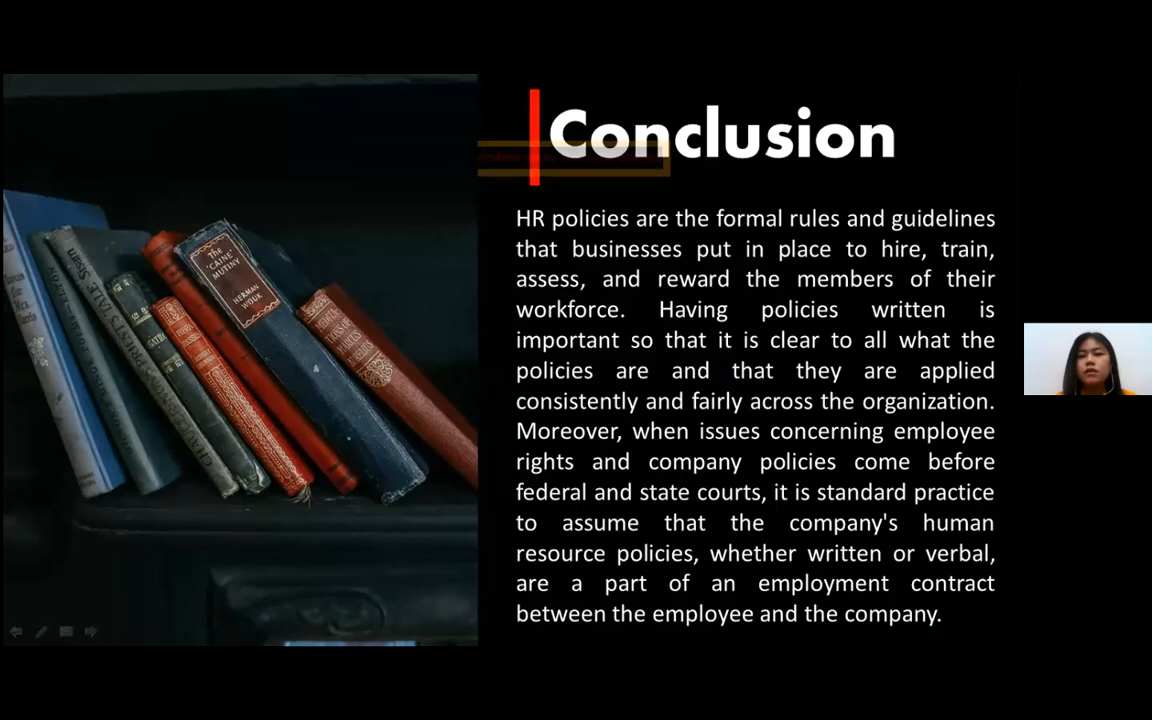 Conclusion
HR policies are the formal rules and guidelines
that businesses put in place to hire, train,
assess, and reward the members of their
workforce. Having policies written is
important so that it is clear to all what the
policies are and that they are applied
consistently and fairly across the organization.
Moreover, when issues concerning employee
rights and company policies come before
federal and state courts, it is standard practice
to assume that the company's human
resource policies, whether written or verbal,
are a part of an employment contract
between the employee and the company.
The
'CAINE'
MUTINY
HERMAN
WOUK